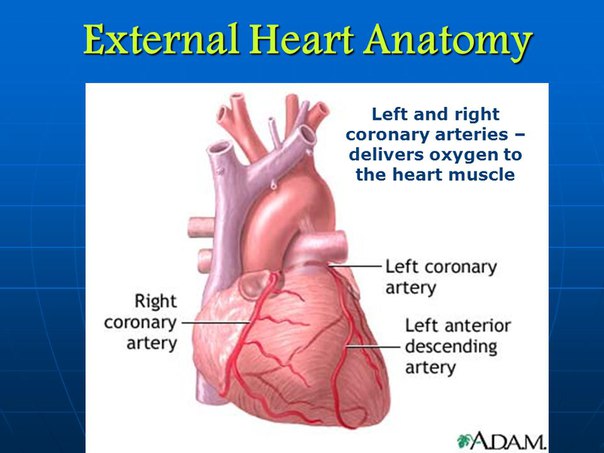 External Heart Anatomy
Left and right
coronary arteries –
delivers oxygen to
the heart muscle
Left coronary
artery
Right
coronary
artery
Left anterior
descending
artery
A.D.A.M.